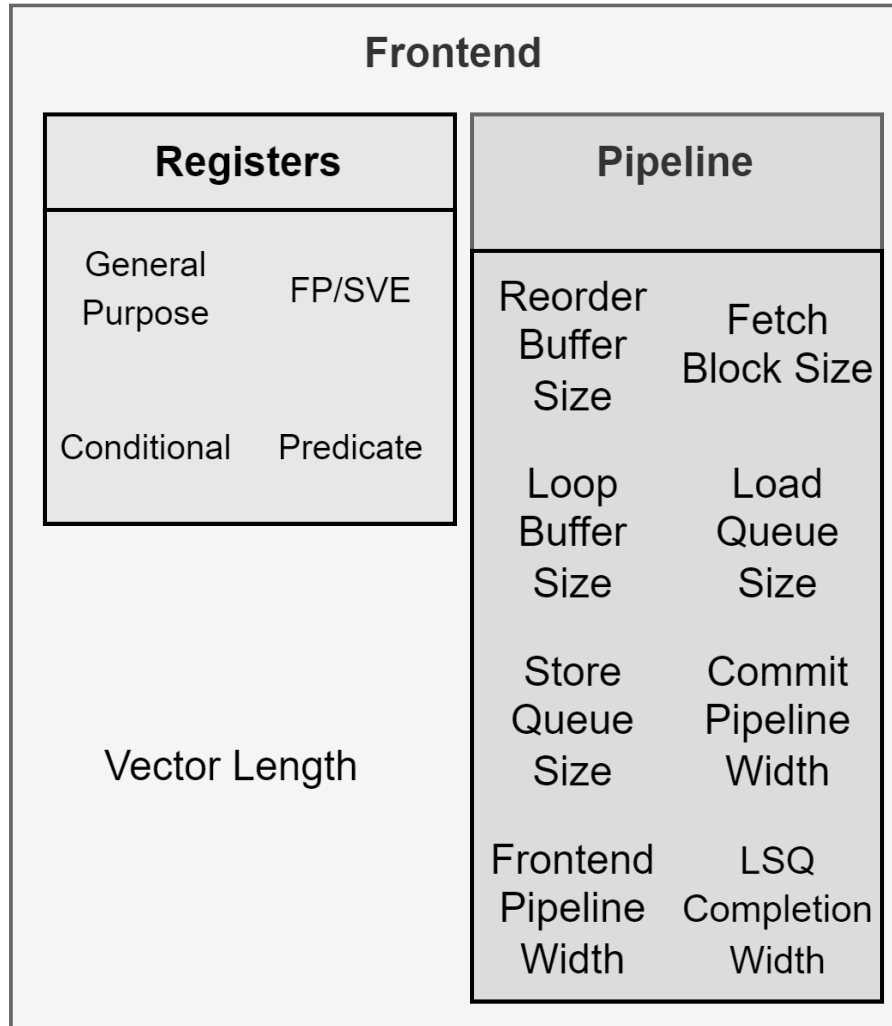 Frontend
Registers
General
Purpose
FP/SVE
Conditional
Predicate
Vector Length
Pipeline
Reorder
Buffer
Size
Fetch
Block Size
Loop
Buffer
Size
Load
Queue
Size
Store
Queue
Size
Commit
Pipeline
Width
Frontend
Pipeline
Width
LSQ
Completion
Width